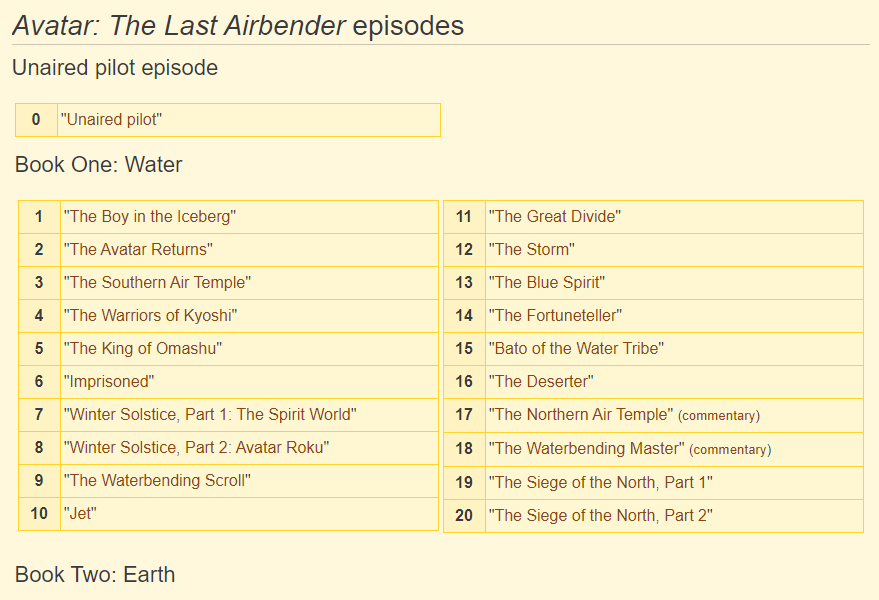 Avatar: The Last Airbender episodes
Unaired pilot episode
0 "Unaired pilot"
Book One: Water
1 "The Boy in the Iceberg"
2 "The Avatar Returns"
3 "The Southern Air Temple"
4 "The Warriors of Kyoshi"
5 "The King of Omashu"
6 "Imprisoned"
7 "Winter Solstice, Part 1: The Spirit World"
8 "Winter Solstice, Part 2: Avatar Roku"
9 "The Waterbending Scroll"
10 "Jet"
11 "The Great Divide"
12 "The Storm"
13 "The Blue Spirit"
14 "The Fortuneteller"
15 "Bato of the Water Tribe"
16 "The Deserter"
17 "The Northern Air Temple" (commentary)
18 "The Waterbending Master" (commentary)
19 "The Siege of the North, Part 1"
20 "The Siege of the North, Part 2"
Book Two: Earth